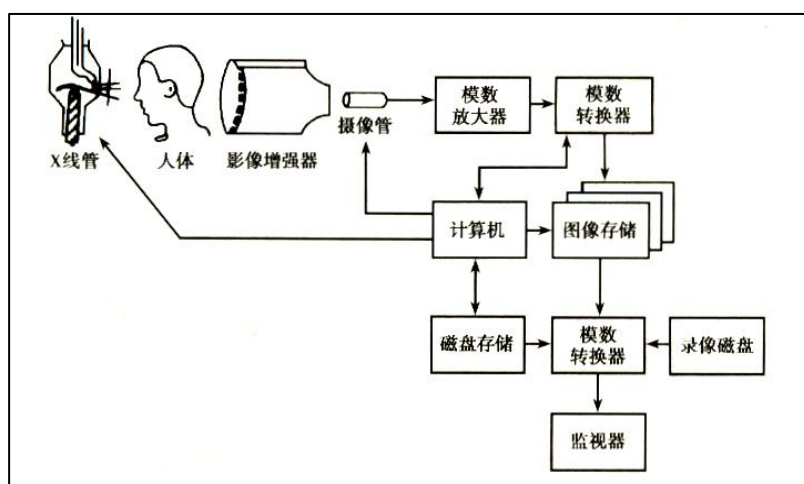 模数
放大器
模数
转换器
X线管
人体
影像增强器
摄像管
计算机
图像存储
磁盘存储
模数
转换器
录像磁盘
监视器